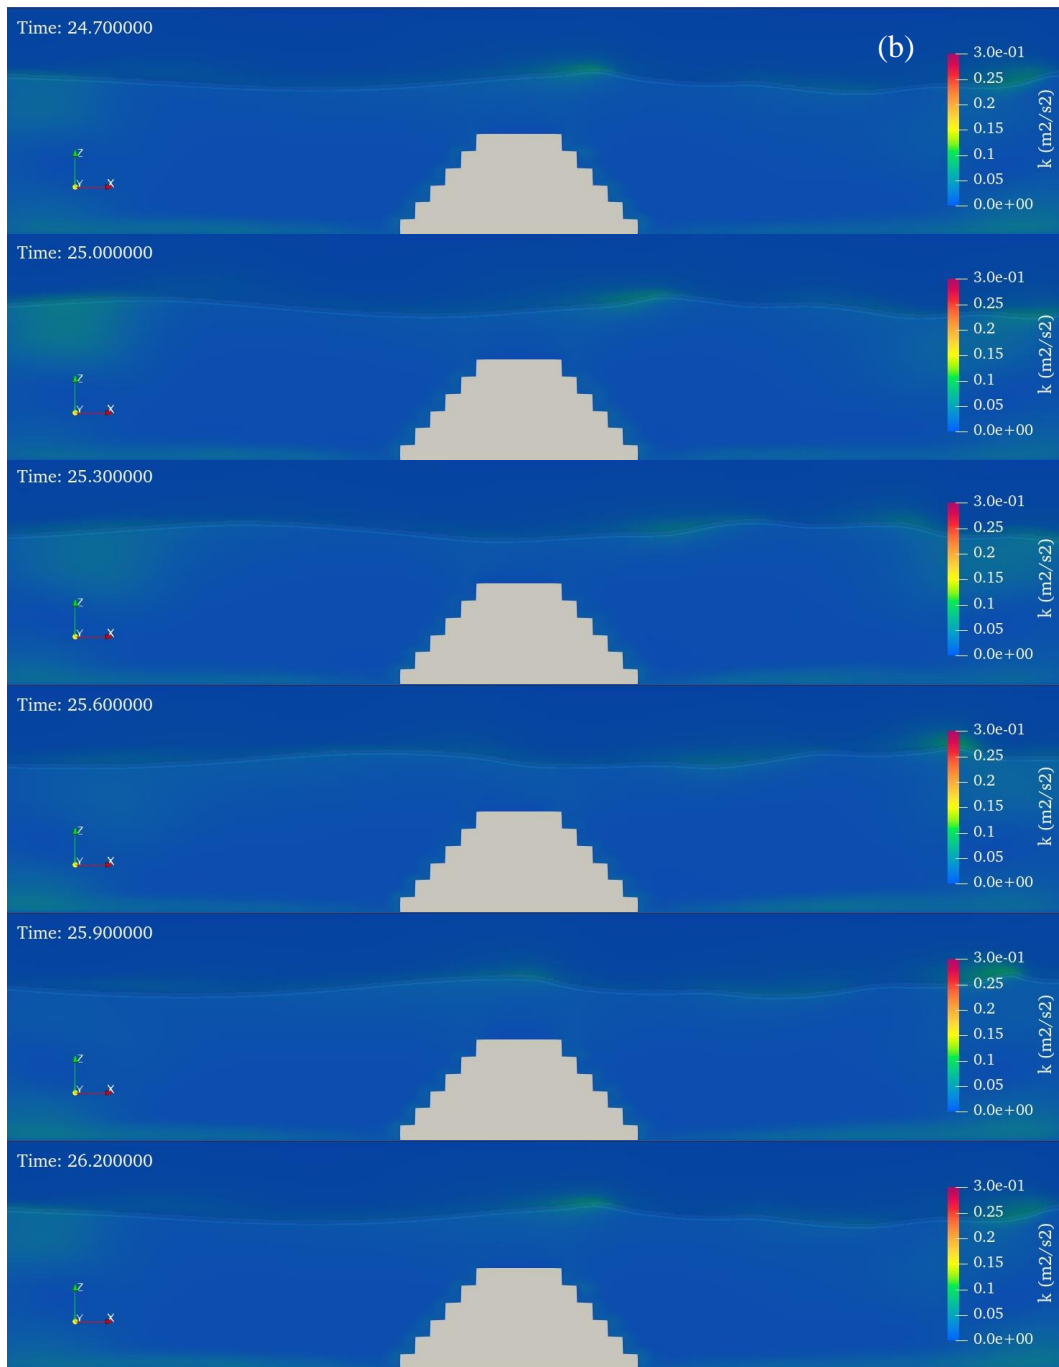 Time: 24.700000
(b)
3.0e-01
0.25
0.2
0.15
0.1
0.05
0.0e+00
k (m2/s2)
Z
Y
X
Time: 25.000000
3.0e-01
0.25
0.2
0.15
0.1
0.05
0.0e+00
k (m2/s2)
Z
Y
X
Time: 25.300000
3.0e-01
0.25
0.2
0.15
0.1
0.05
0.0e+00
k (m2/s2)
Z
Y
X
Time: 25.600000
3.0e-01
0.25
0.2
0.15
0.1
0.05
0.0e+00
k (m2/s2)
Z
Y
X
Time: 25.900000
3.0e-01
0.25
0.2
0.15
0.1
0.05
0.0e+00
k (m2/s2)
Z
Y
X
Time: 26.200000
3.0e-01
0.25
0.2
0.15
0.1
0.05
0.0e+00
k (m2/s2)
Z
Y
X